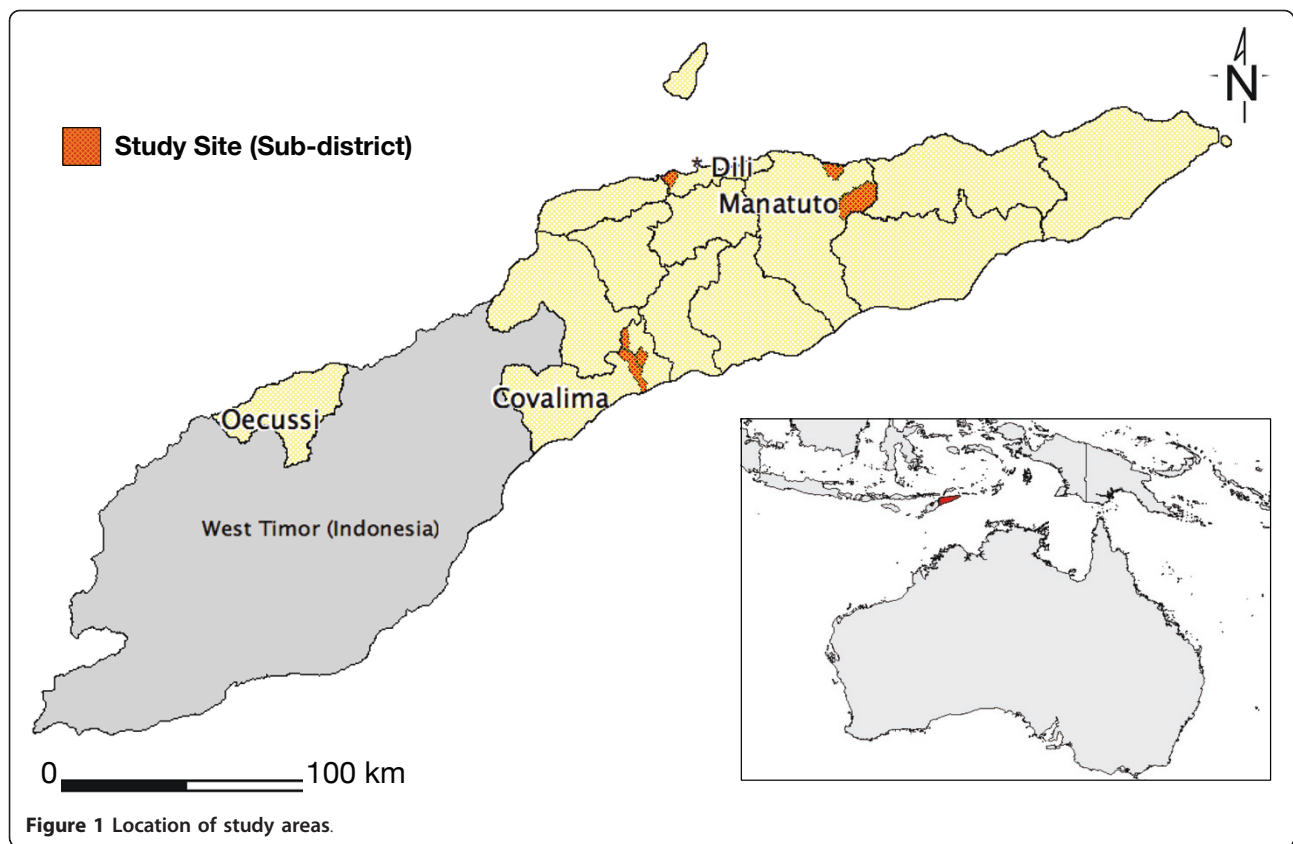 N
Study Site (Sub-district)
* Dili
Manatuto
Covalima
Oecussi
West Timor (Indonesia)
0 100 km
Figure 1 Location of study areas.